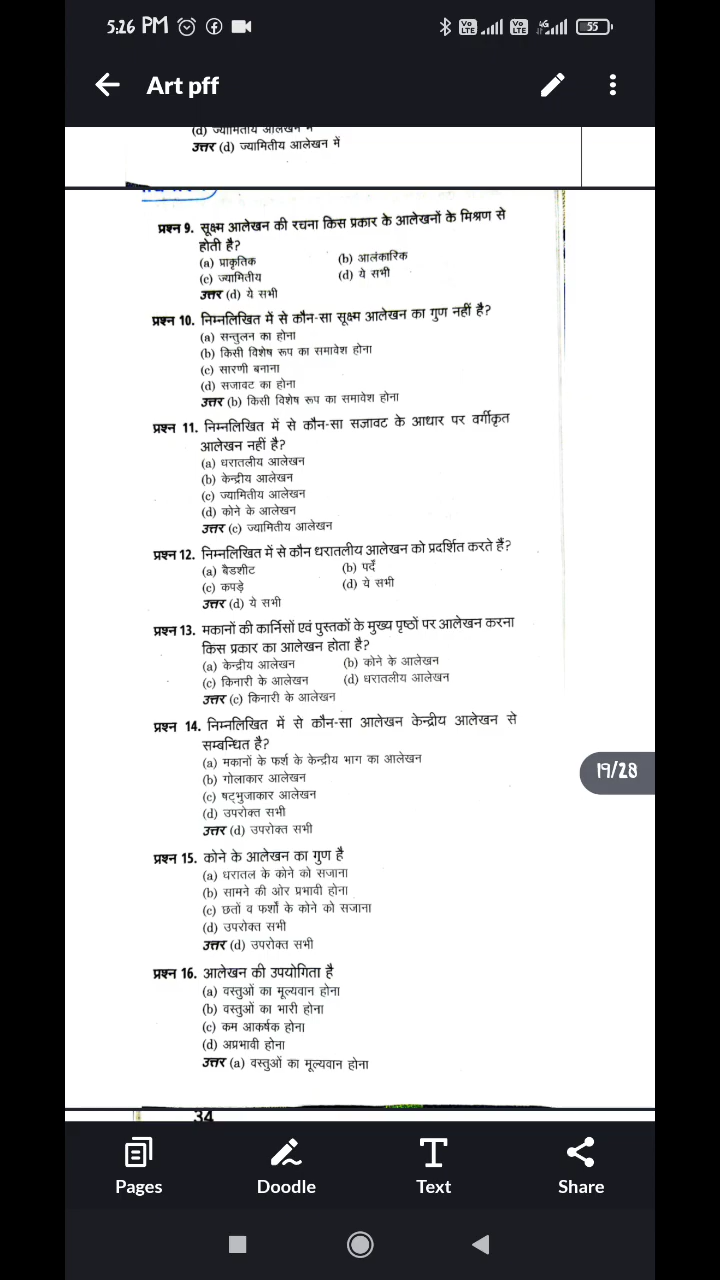 5:26 PM
Vo LTE
Vo LTE
4G
55
Art pff
(d) ज्यामितीय आलेखन में
उत्तर (d) ज्यामितीय आलेखन में
प्रश्न 9. सूक्ष्म आलेखन की रचना किस प्रकार के आलेखनों के मिश्रण से
होती है?
(a) प्राकृतिक (b) आलंकारिक
(c) ज्यामितीय (d) ये सभी
उत्तर (d) ये सभी
प्रश्न 10. निम्नलिखित में से कौन-सा सूक्ष्म आलेखन का गुण नहीं है?
(a) सन्तुलन का होना
(b) किसी विशेष रूप का समावेश होना
(c) सारणी बनाना
(d) सजावट का होना
उत्तर (b) किसी विशेष रूप का समावेश होना
प्रश्न 11. निम्नलिखित में से कौन-सा सजावट के आधार पर वर्गीकृत
आलेखन नहीं है?
(a) धरातलीय आलेखन
(b) केन्द्रीय आलेखन
(c) ज्यामितीय आलेखन
(d) कोने के आलेखन
उत्तर (c) ज्यामितीय आलेखन
प्रश्न 12. निम्नलिखित में से कौन धरातलीय आलेखन को प्रदर्शित करते हैं?
(a) बैडशीट (b) पर्दे
(c) कपड़े (d) ये सभी
उत्तर (d) ये सभी
प्रश्न 13. मकानों की कार्निसों एवं पुस्तकों के मुख्य पृष्ठों पर आलेखन करना
किस प्रकार का आलेखन होता है?
(a) केन्द्रीय आलेखन (b) कोने के आलेखन
(c) किनारी के आलेखन (d) धरातलीय आलेखन
उत्तर (c) किनारी के आलेखन
प्रश्न 14. निम्नलिखित में से कौन-सा आलेखन केन्द्रीय आलेखन से
सम्बन्धित है?
(a) मकानों के फर्श के केन्द्रीय भाग का आलेखन
(b) गोलाकार आलेखन
(c) षट्भुजाकार आलेखन
(d) उपरोक्त सभी
उत्तर (d) उपरोक्त सभी
19/28
प्रश्न 15. कोने के आलेखन का गुण है
(a) धरातल के कोने को सजाना
(b) सामने की ओर प्रभावी होना
(c) छतों व फर्शों के कोने को सजाना
(d) उपरोक्त सभी
उत्तर (d) उपरोक्त सभी
प्रश्न 16. आलेखन की उपयोगिता है
(a) वस्तुओं का मूल्यवान होना
(b) वस्तुओं का भारी होना
(c) कम आकर्षक होना
(d) अप्रभावी होना
उत्तर (a) वस्तुओं का मूल्यवान होना
34
Pages Doodle Text Share